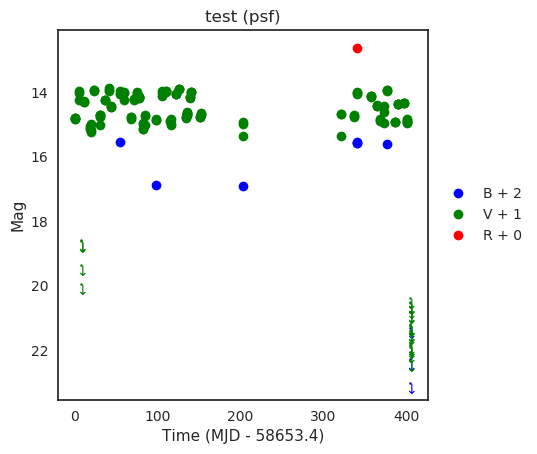 test (psf)
Mag
14
16
18
20
22
0 100 200 300 400
Time (MJD - 58653.4)
B + 2
V + 1
R + 0